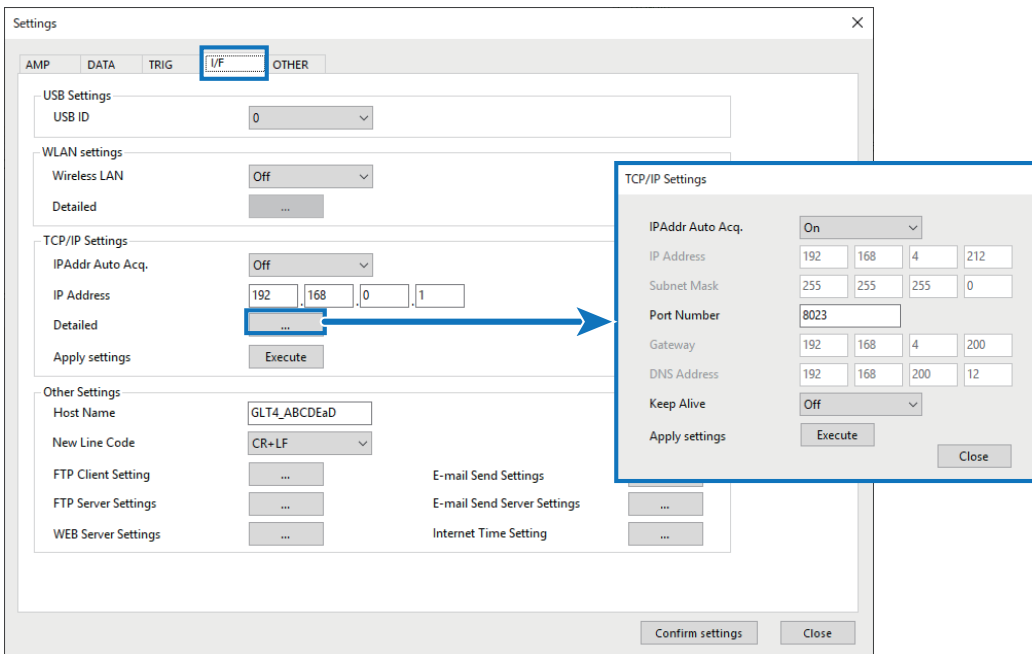 Settings
AMP DATA TRIG I/F OTHER
USB Settings
USB ID 0
WLAN settings
Wireless LAN Off
Detailed ...
TCP/IP Settings
IPAddr Auto Acq. Off
IP Address 192 . 168 . 0 . 1
Detailed ...
Apply settings Execute
Other Settings
Host Name GLT4_ABCDEaD
New Line Code CR+LF
FTP Client Setting ... E-mail Send Settings
FTP Server Settings ... E-mail Send Server Settings ...
WEB Server Settings ... Internet Time Setting ...
Confirm settings Close
TCP/IP Settings
IPAddr Auto Acq. On
IP Address 192 168 4 212
Subnet Mask 255 255 255 0
Port Number 8023
Gateway 192 168 4 200
DNS Address 192 168 200 12
Keep Alive Off
Apply settings Execute
Close